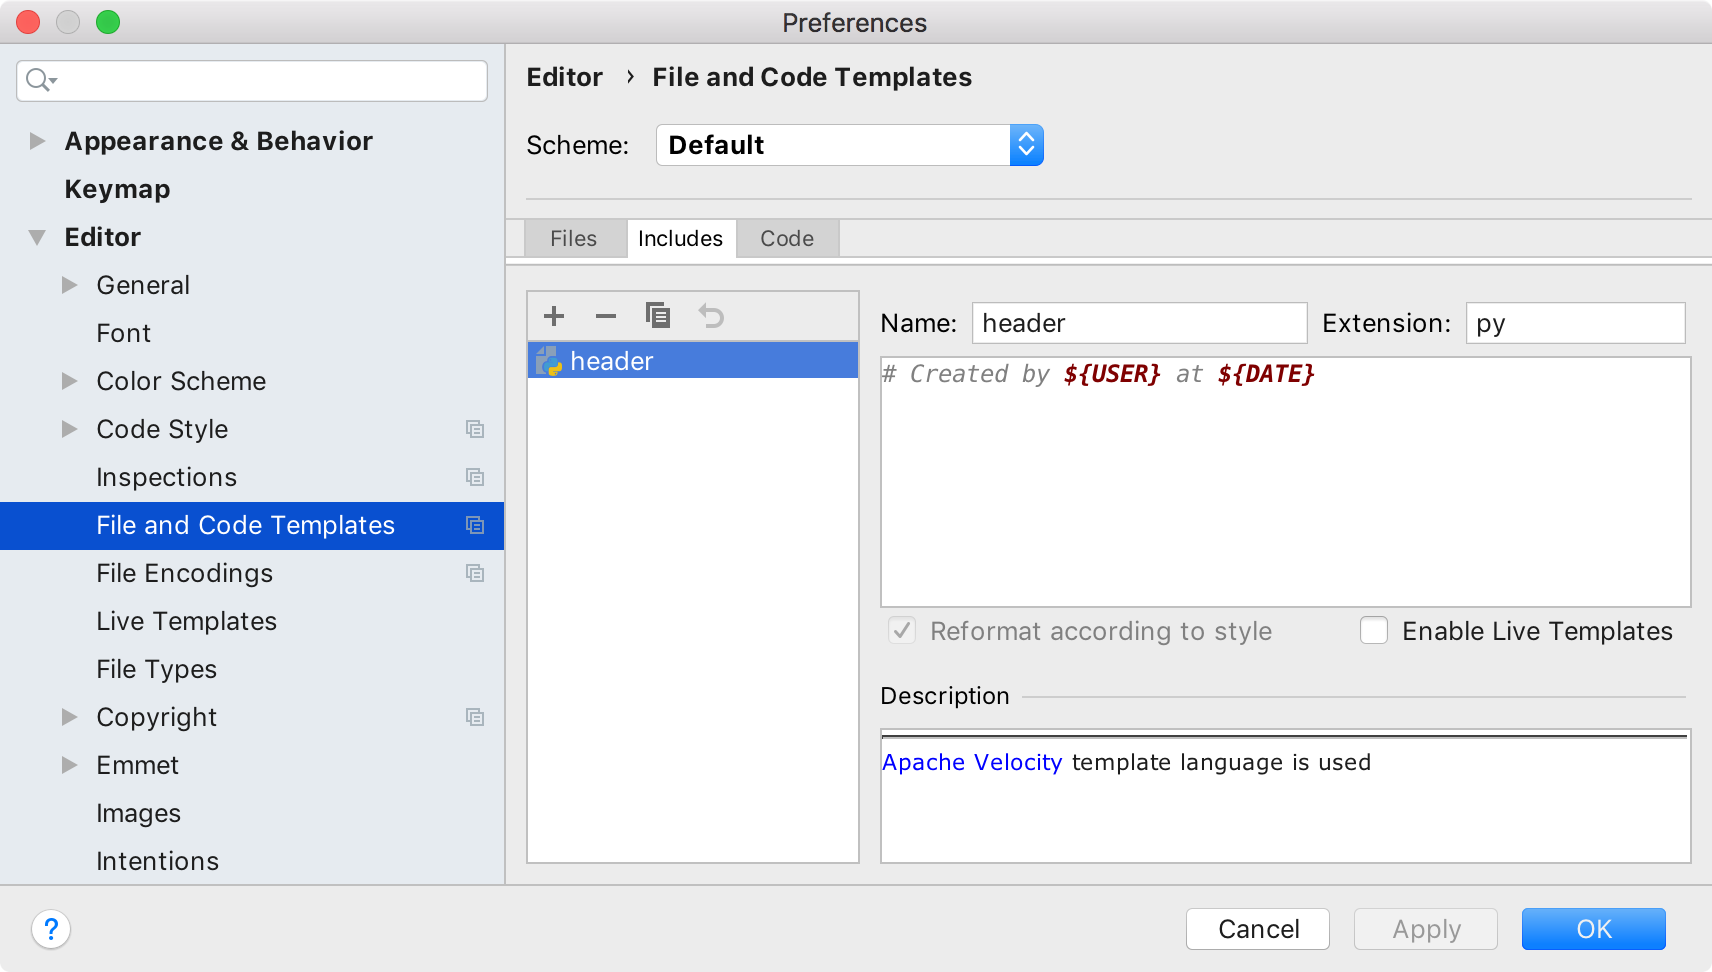 Preferences
Appearance & Behavior
Keymap
Editor
General
Font
Color Scheme
Code Style
Inspections
File and Code Templates
File Encodings
Live Templates
File Types
Copyright
Emmet
Images
Intentions
Editor › File and Code Templates
Scheme: Default
Files Includes Code
header
Name: header Extension: py
# Created by ${USER} at ${DATE}
Reformat according to style Enable Live Templates
Description
Apache Velocity template language is used
? Cancel Apply OK